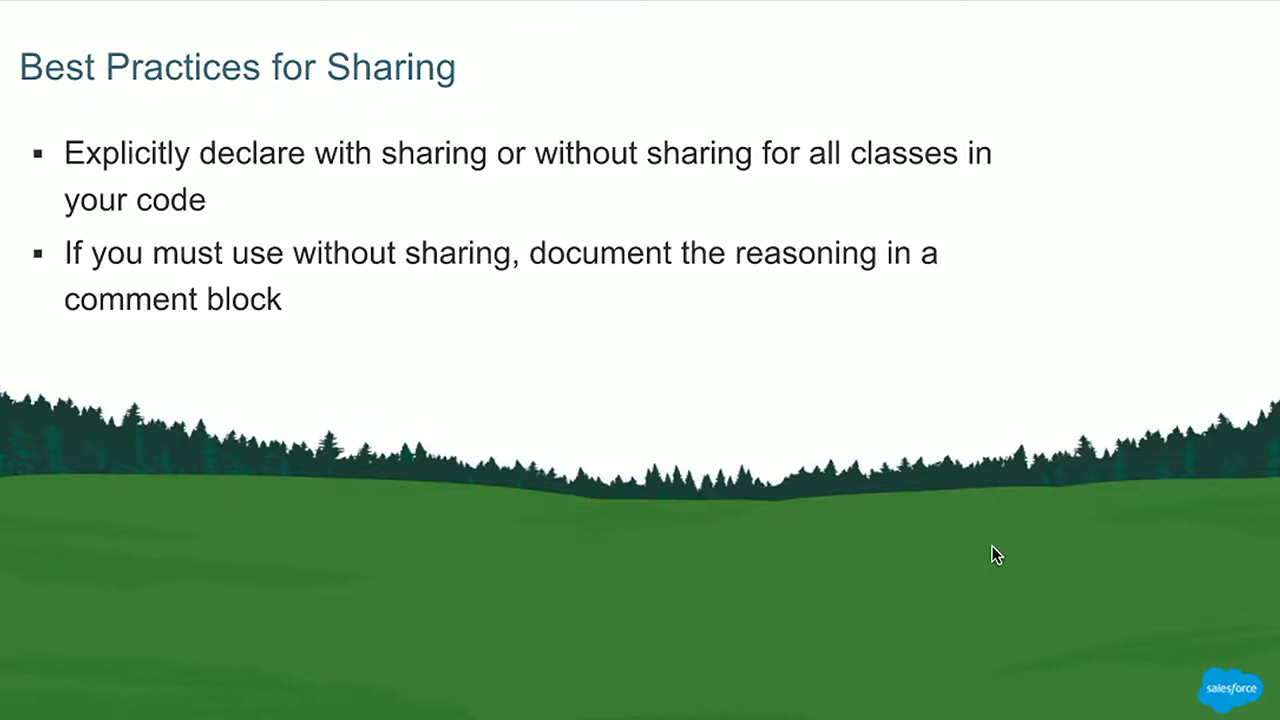 Best Practices for Sharing
▪ Explicitly declare with sharing or without sharing for all classes in
your code
▪ If you must use without sharing, document the reasoning in a
comment block
salesforce